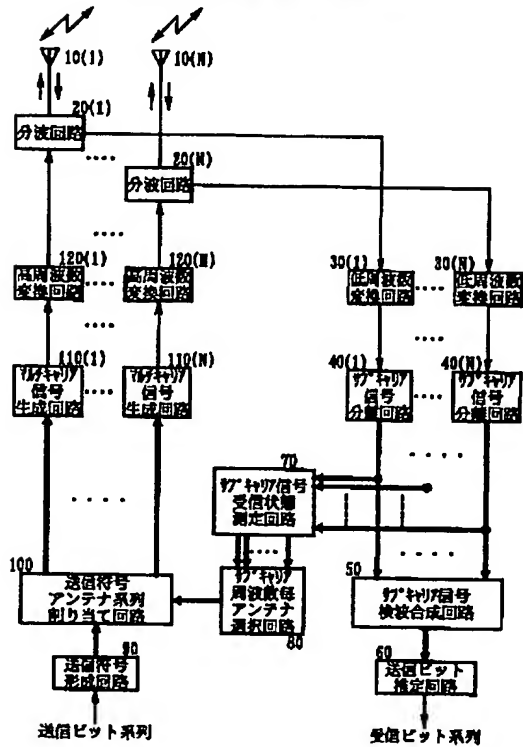 10(1)
10(N)
20(1)
分波回路
20(N)
分波回路
120(1)
120(N)
高周波数
変換回路
高周波数
変換回路
30(1)
30(N)
低周波数
変換回路
低周波数
変換回路
110(1)
110(N)
マルチキャリア
信号
生成回路
マルチキャリア
信号
生成回路
40(1)
40(N)
サブキャリア
信号
分離回路
サブキャリア
信号
分離回路
70
サブキャリア信号
受信状態
測定回路
100
送信符号
アンテナ系列
割り当て回路
サブキャリア
周波数毎
アンテナ
選択回路
80
50
サブキャリア信号
検波合成回路
90
送信符号
形成回路
60
送信ビット
推定回路
送信ビット系列
受信ビット系列